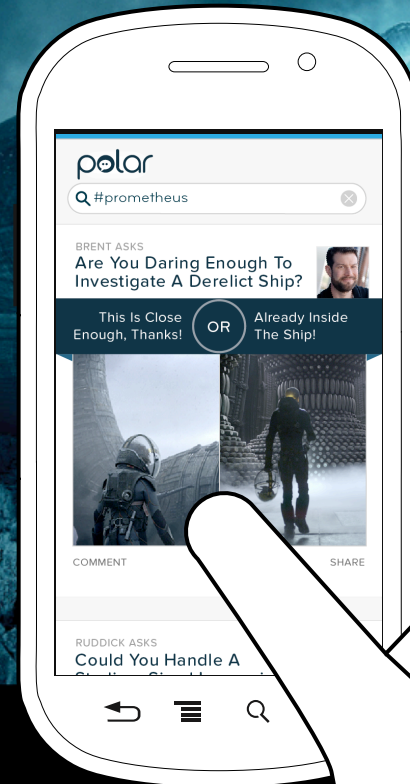 polar
#prometheus
BRENT ASKS
Are You Daring Enough To
Investigate A Derelict Ship?
This Is Close
Enough, Thanks!
OR
Already Inside
The Ship!
COMMENT
SHARE
RUDDICK ASKS
Could You Handle A